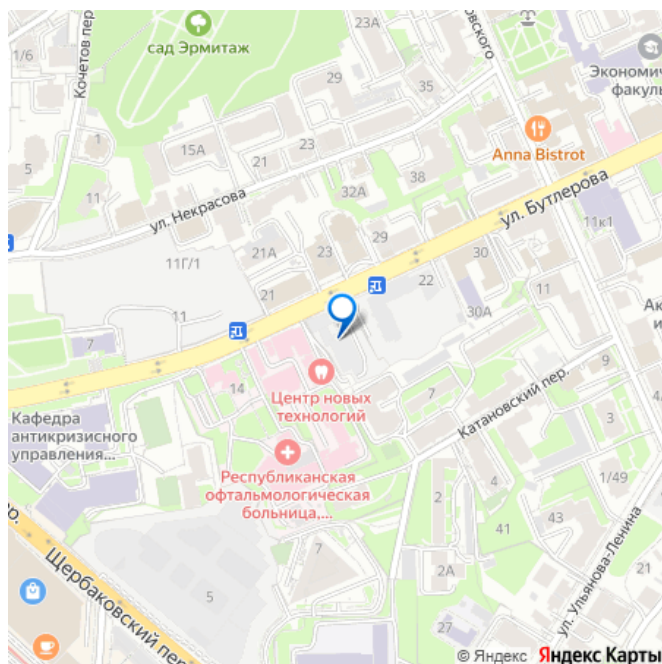 23А
овского
Кочетов пер.
1/6
сад Эрмитаж
Экономич
факуль
29
35
1
15А
21
23
5
Anna Bistrot
11
38
32А
ул. Некрасова
ул. Бутлерова
11к1
21А
23
29
30
11Г/1
22
11
21
30А
Ак
и
7
9
Центр новых
технологий
14
7
Катановский пер.
Кафедра
антикризисного
управления...
4/
Республиканская
офтальмологическая
больница,...
2
3
1/49
4
43
41
р.
7
Щербаковский пер.
5
2А
ул. Ульянова-Ленина
21
27
© Яндекс Яндекс Карты